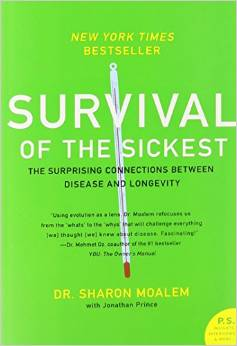 NEW YORK TIMES
BESTSELLER
SURVIVAL
OF THE SICKEST
THE SURPRISING CONNECTIONS BETWEEN
DISEASE AND LONGEVITY
"Using evolution as a lens, Dr. Moalem refocuses us
from the 'whats' to the 'whys' that will challenge everything
[we] thought [we] knew about disease. Fascinating!"
—Dr. Mehmet Oz, coauthor of the #1 bestseller
YOU: The Owner's Manual
DR. SHARON MOALEM
with Jonathan Prince
P.S.
INSIGHTS,
INTERVIEWS
& MORE...